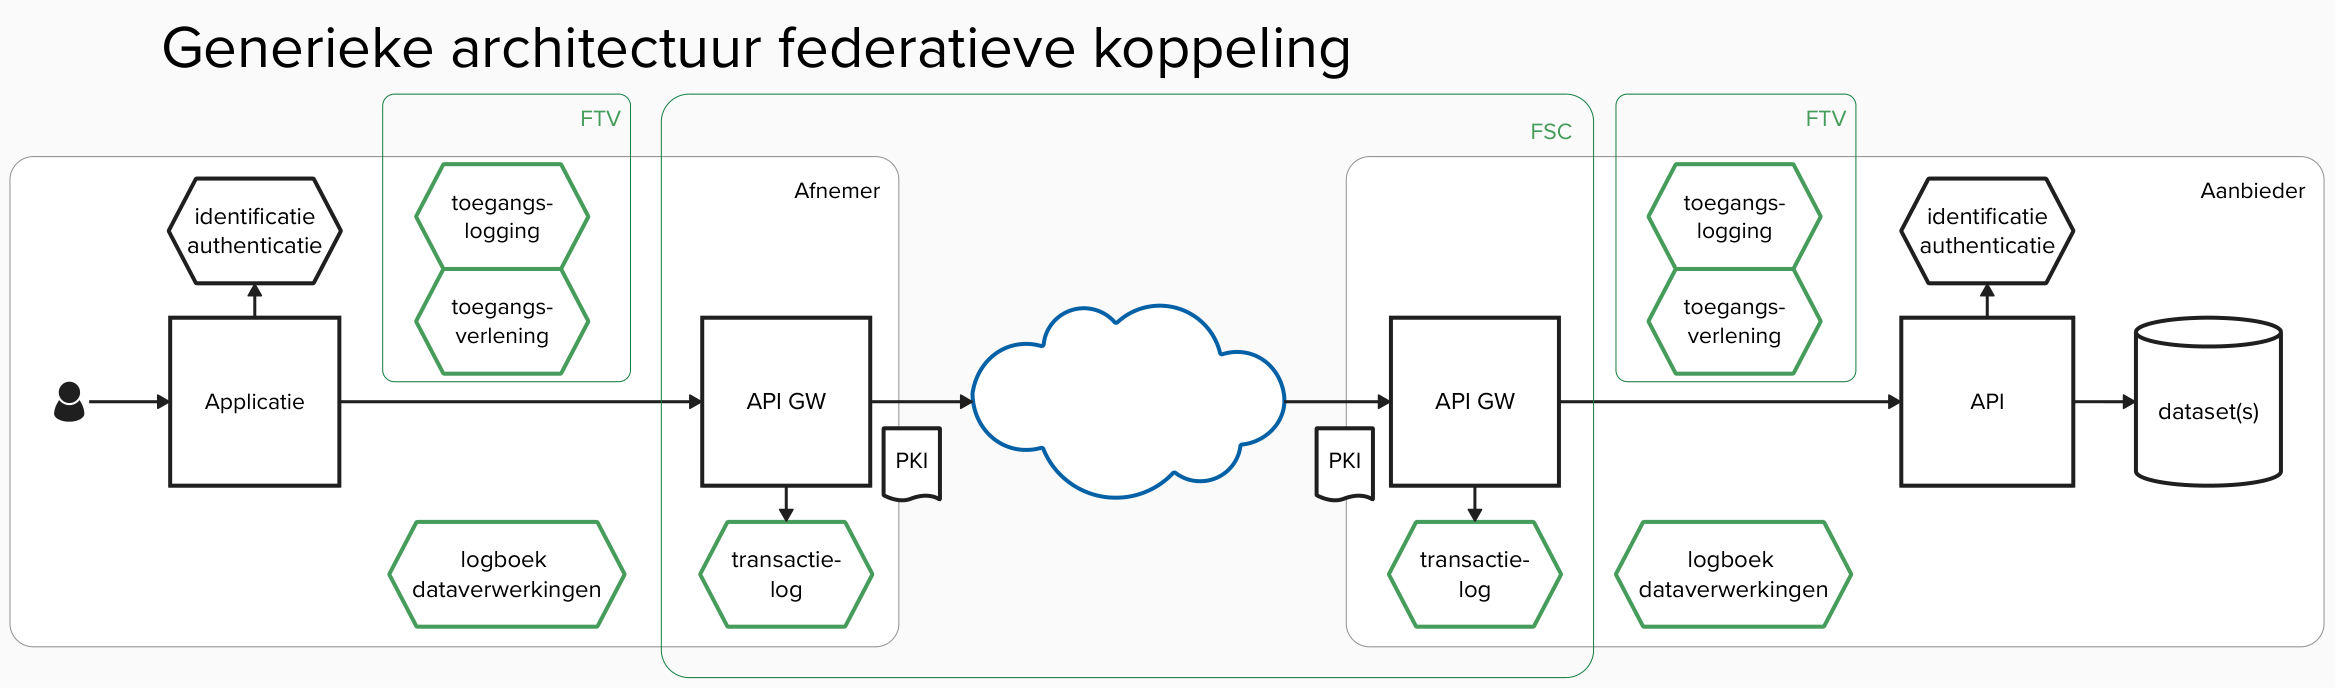 Generieke architectuur federatieve koppeling
FTV
FSC
FTV
Afnemer
Aanbieder
identificatie
authenticatie
toegangs-
logging
toegangs-
verlening
Applicatie
API GW
PKI
logboek
dataverwerkingen
transactie-
log
PKI
API GW
transactie-
log
toegangs-
logging
toegangs-
verlening
logboek
dataverwerkingen
identificatie
authenticatie
API
dataset(s)